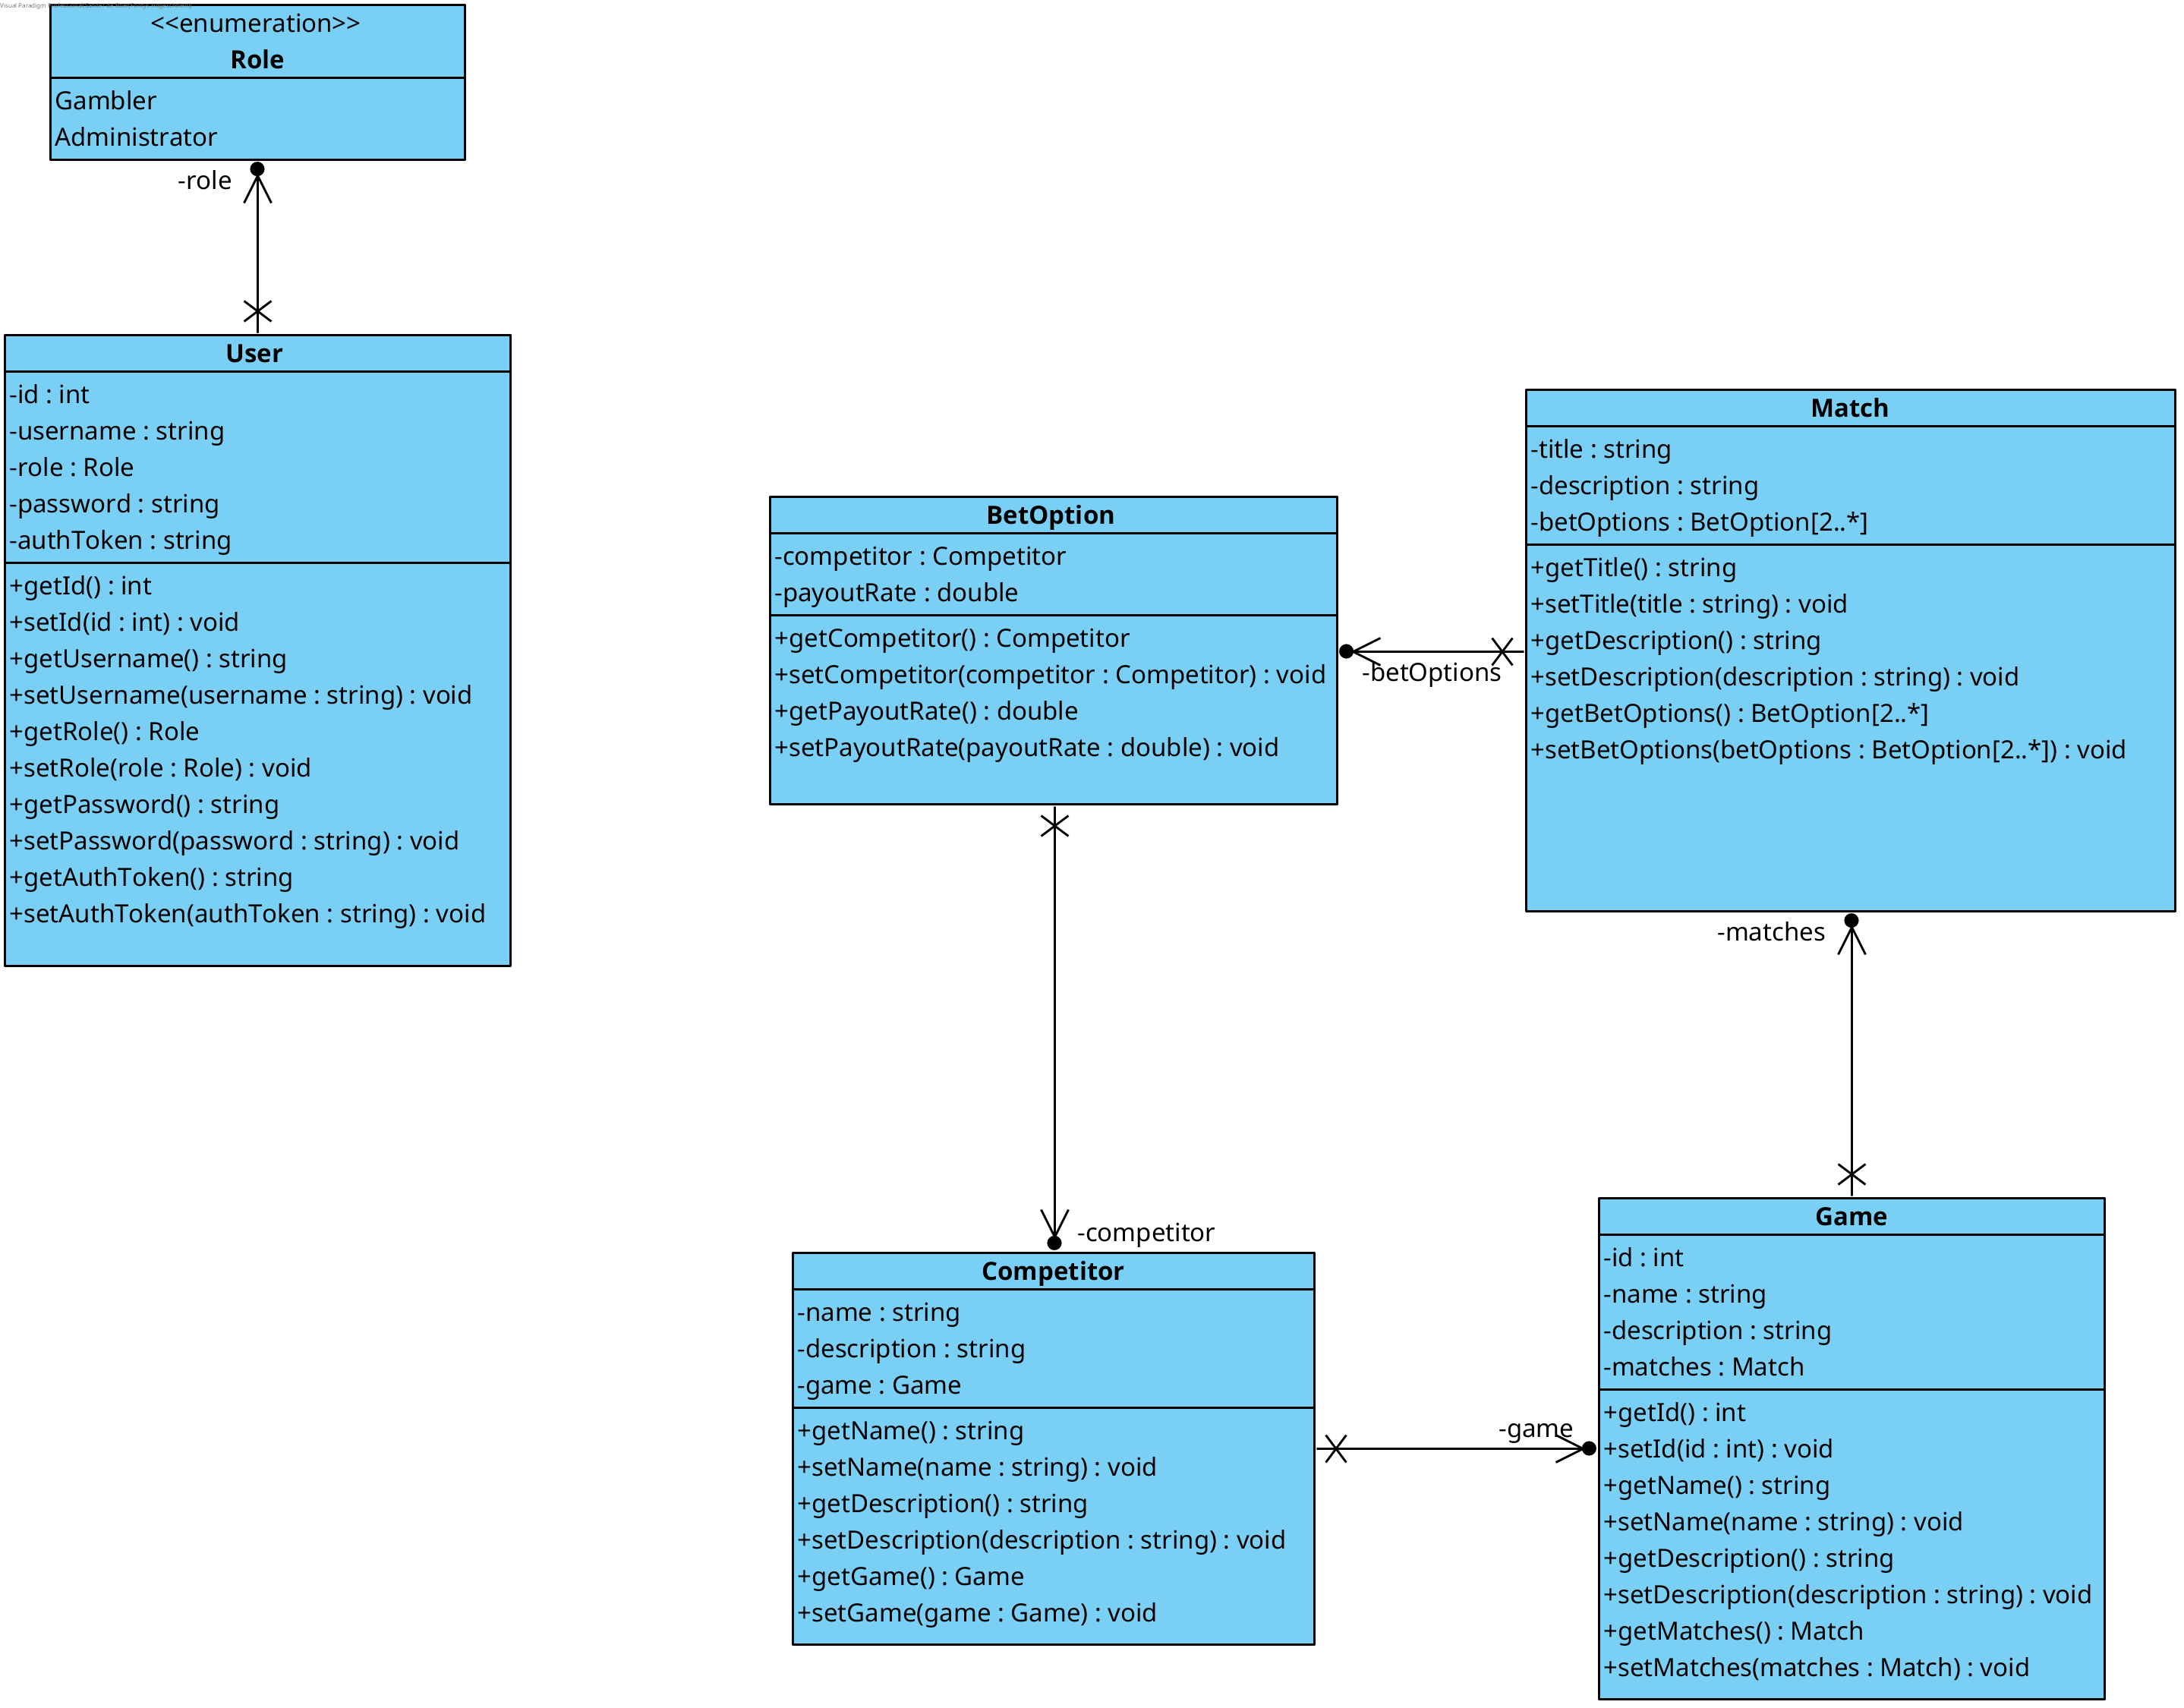 Visual Paradigm
<<enumeration>>
Role
Gambler
Administrator
-role
User
-id : int
-username : string
-role : Role
-password : string
-authToken : string
+getId() : int
+setId(id : int) : void
+getUsername() : string
+setUsername(username : string) : void
+getRole() : Role
+setRole(role : Role) : void
+getPassword() : string
+setPassword(password : string) : void
+getAuthToken() : string
+setAuthToken(authToken : string) : void
BetOption
-competitor : Competitor
-payoutRate : double
+getCompetitor() : Competitor
+setCompetitor(competitor : Competitor) : void
+getPayoutRate() : double
+setPayoutRate(payoutRate : double) : void
-betOptions
Match
-title : string
-description : string
-betOptions : BetOption[2..*]
+getTitle() : string
+setTitle(title : string) : void
+getDescription() : string
+setDescription(description : string) : void
+getBetOptions() : BetOption[2..*]
+setBetOptions(betOptions : BetOption[2..*]) : void
-matches
-competitor
Competitor
-name : string
-description : string
-game : Game
+getName() : string
+setName(name : string) : void
+getDescription() : string
+setDescription(description : string) : void
+getGame() : Game
+setGame(game : Game) : void
-game
Game
-id : int
-name : string
-description : string
-matches : Match
+getId() : int
+setId(id : int) : void
+getName() : string
+setName(name : string) : void
+getDescription() : string
+setDescription(description : string) : void
+getMatches() : Match
+setMatches(matches : Match) : void